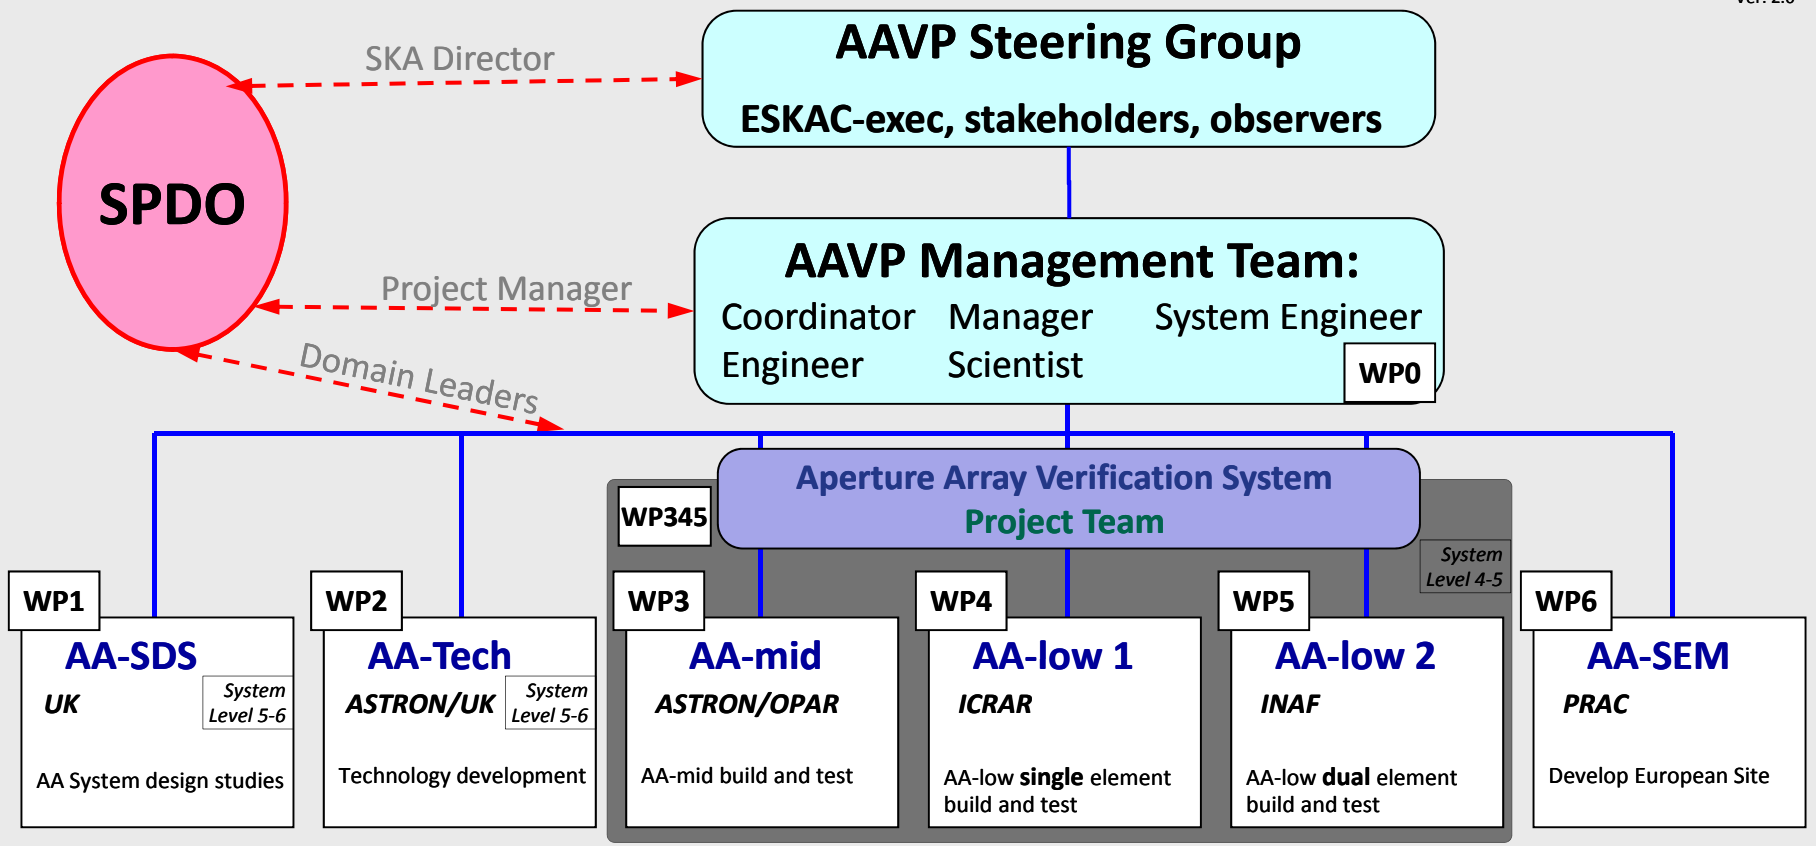 Ver. 2.0
SKA Director
AAVP Steering Group
ESKAC-exec, stakeholders, observers
SPDO
Project Manager
AAVP Management Team:
Coordinator Manager System Engineer
Engineer Scientist
WP0
Domain Leaders
Aperture Array Verification System
Project Team
WP345
System
Level 4-5
WP1
AA-SDS
UK
System
Level 5-6
AA System design studies
WP2
AA-Tech
ASTRON/UK
System
Level 5-6
Technology development
WP3
AA-mid
ASTRON/OPAR
AA-mid build and test
WP4
AA-low 1
ICRAR
AA-low single element
build and test
WP5
AA-low 2
INAF
AA-low dual element
build and test
WP6
AA-SEM
PRAC
Develop European Site